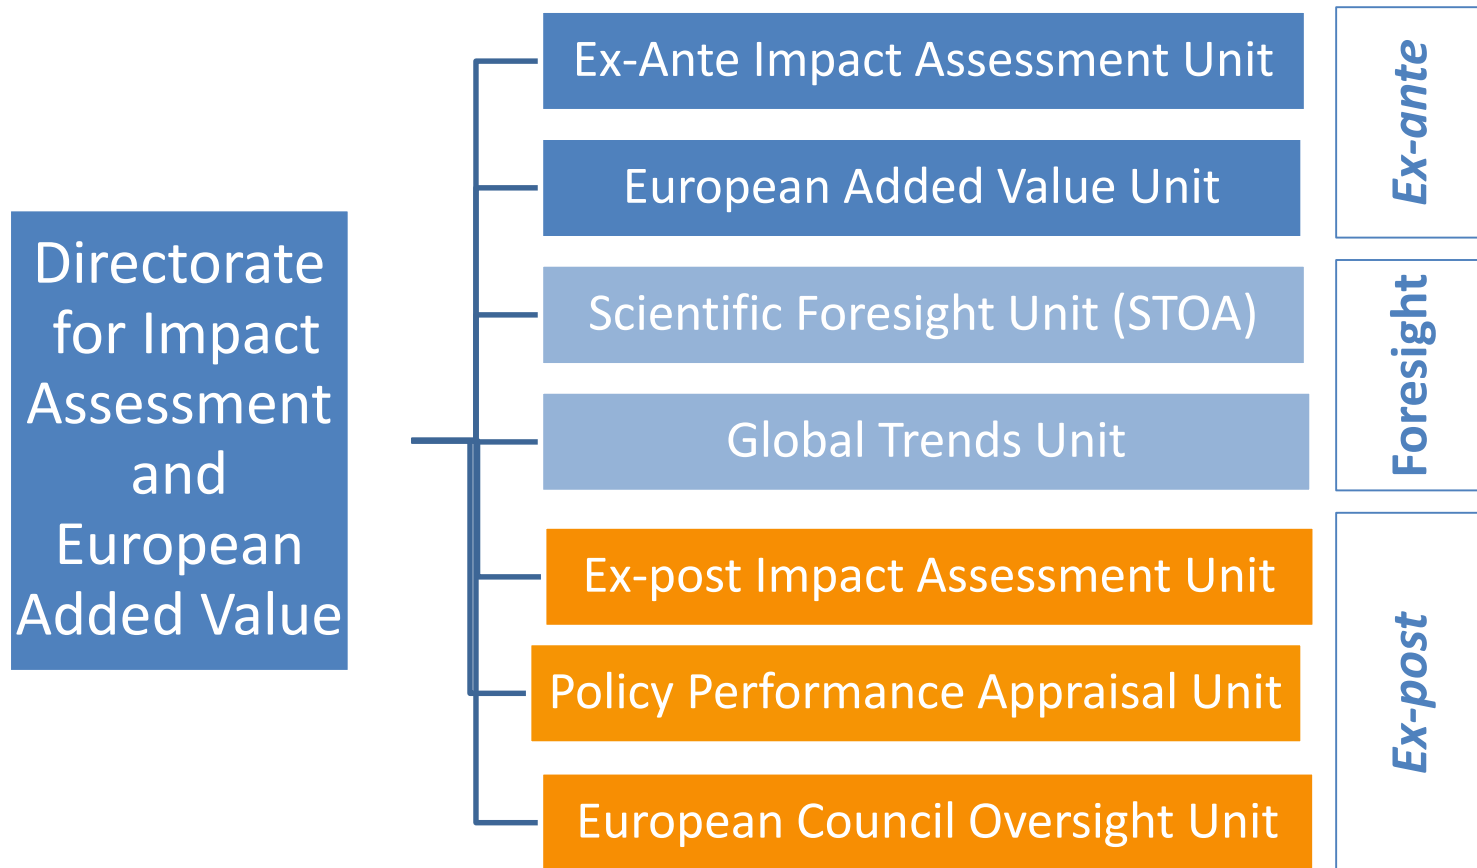 Directorate
for Impact
Assessment
and
European
Added Value
Ex-Ante Impact Assessment Unit
European Added Value Unit
Scientific Foresight Unit (STOA)
Global Trends Unit
Ex-post Impact Assessment Unit
Policy Performance Appraisal Unit
European Council Oversight Unit
Ex-ante
Foresight
Ex-post